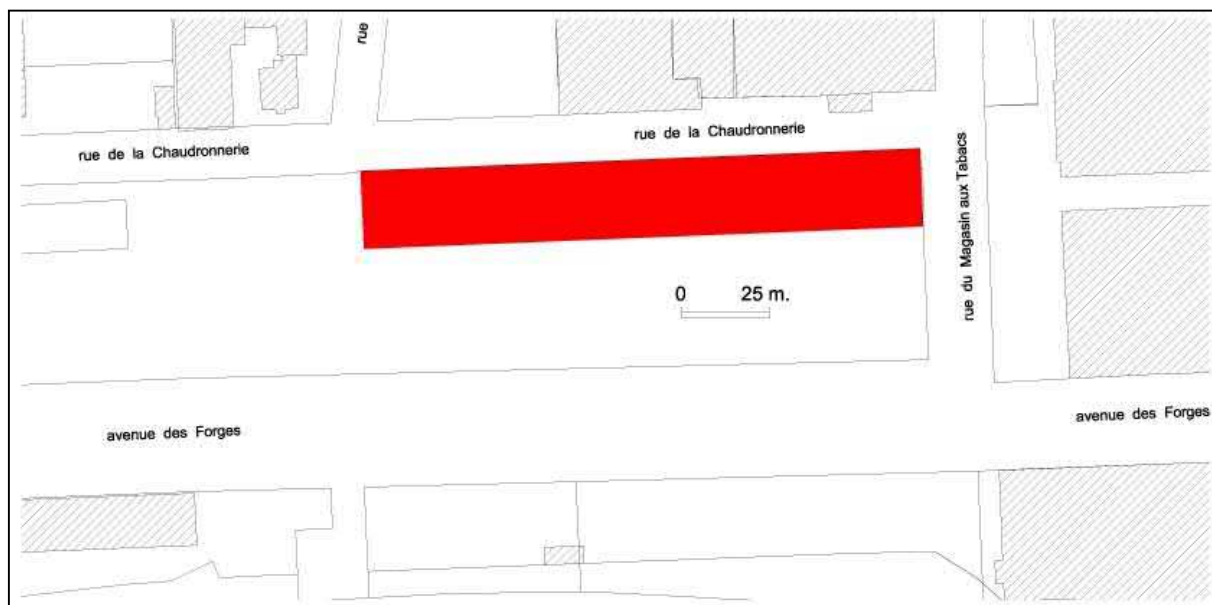 rue
rue de la Chaudronnerie
rue de la Chaudronnerie
rue du Magasin aux Tabacs
0 25 m.
avenue des Forges
avenue des Forges